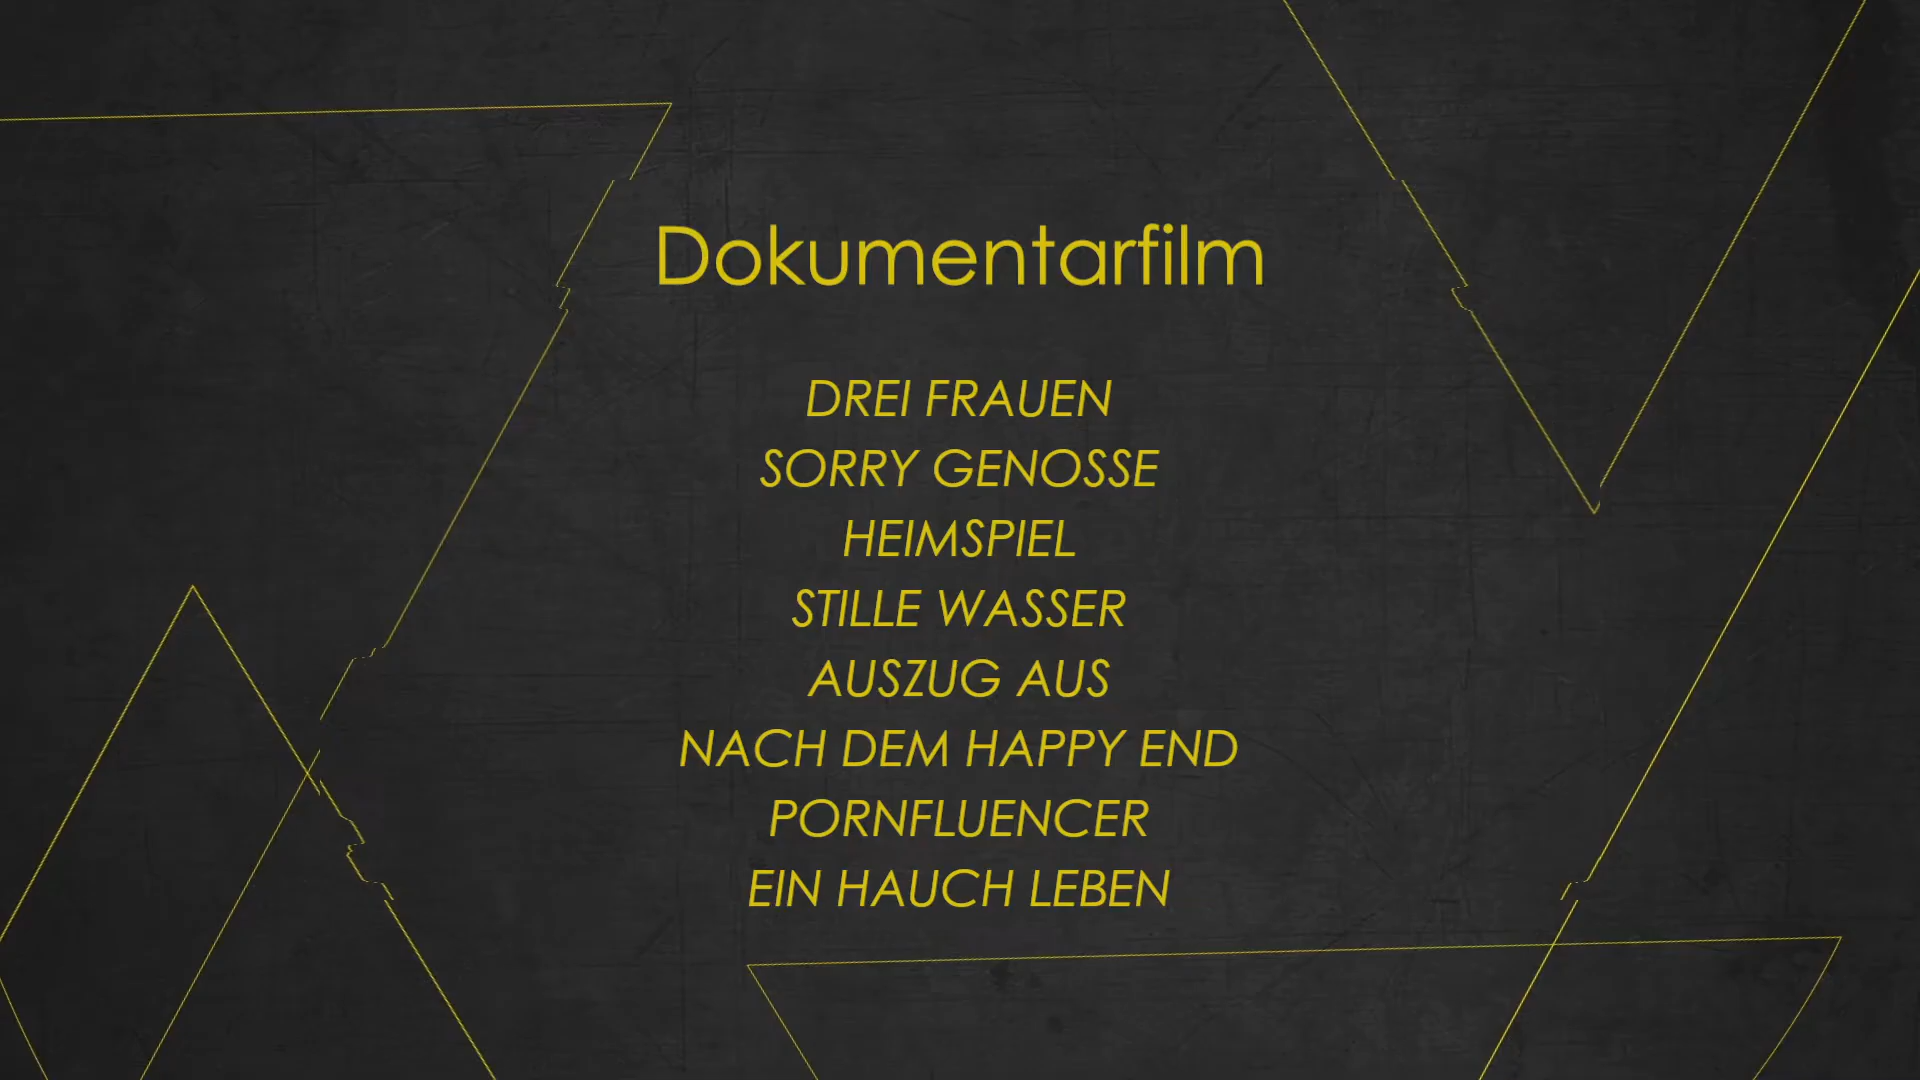 Dokumentarfilm
DREI FRAUEN
SORRY GENOSSE
HEIMSPIEL
STILLE WASSER
AUSZUG AUS
NACH DEM HAPPY END
PORNFLUENCER
EIN HAUCH LEBEN